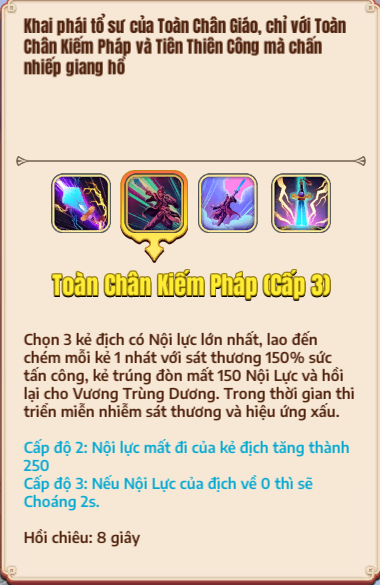 Khai phái tổ sư của Toàn Chân Giáo, chỉ với Toàn
Chân Kiếm Pháp và Tiên Thiên Công mà chấn
nhiếp giang hồ
Toàn Chân Kiếm Pháp (Cấp 3)
Chọn 3 kẻ địch có Nội lực lớn nhất, lao đến
chém mỗi kẻ 1 nhát với sát thương 150% sức
tấn công, kẻ trúng đòn mất 150 Nội Lực và hồi
lại cho Vương Trùng Dương. Trong thời gian thi
triển miễn nhiễm sát thương và hiệu ứng xấu.
Cấp độ 2: Nội lực mất đi của kẻ địch tăng thành
250
Cấp độ 3: Nếu Nội Lực của địch về 0 thì sẽ
Choáng 2s.
Hồi chiêu: 8 giây